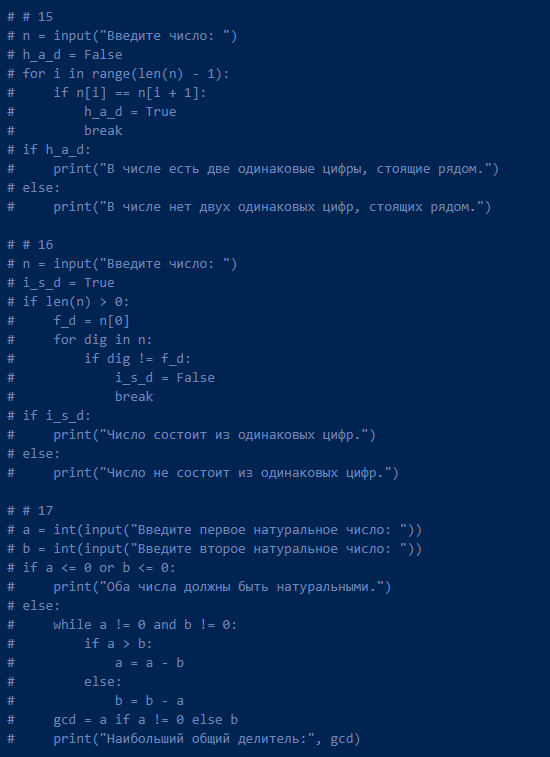 # # 15
# n = input("Введите число: ")
# h_a_d = False
# for i in range(len(n) - 1):
#     if n[i] == n[i + 1]:
#         h_a_d = True
#         break
# if h_a_d:
#     print("В числе есть две одинаковые цифры, стоящие рядом.")
# else:
#     print("В числе нет двух одинаковых цифр, стоящих рядом.")

# # 16
# n = input("Введите число: ")
# i_s_d = True
# if len(n) > 0:
#     f_d = n[0]
#     for dig in n:
#         if dig != f_d:
#             i_s_d = False
#             break
# if i_s_d:
#     print("Число состоит из одинаковых цифр.")
# else:
#     print("Число не состоит из одинаковых цифр.")

# # 17
# a = int(input("Введите первое натуральное число: "))
# b = int(input("Введите второе натуральное число: "))
# if a <= 0 or b <= 0:
#     print("Оба числа должны быть натуральными.")
# else:
#     while a != 0 and b != 0:
#         if a > b:
#             a = a - b
#         else:
#             b = b - a
#     gcd = a if a != 0 else b
#     print("Наибольший общий делитель:", gcd)